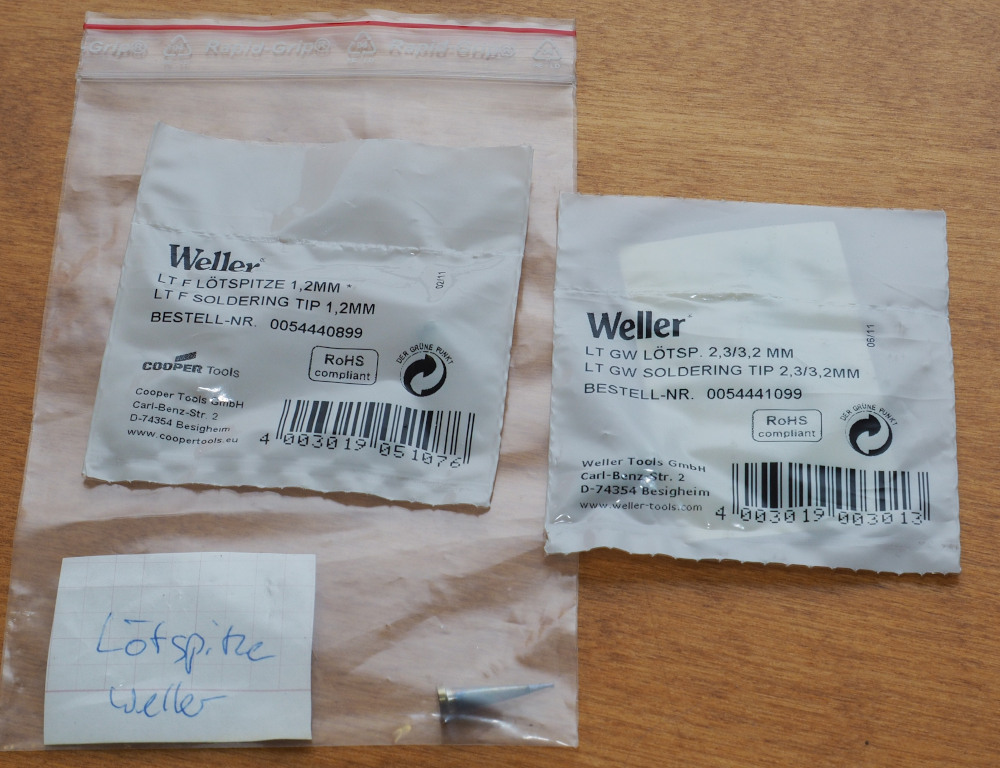 Grip® Rapid-Grip® Rapid-Grip®
Weller®
LT F LÖTSPITZE 1,2MM *
LT F SOLDERING TIP 1,2MM
BESTELL-NR. 0054440899
02/11
COOPER Tools
RoHS
compliant
DER GRÜNE PUNKT
Cooper Tools GmbH
Carl-Benz-Str. 2
D-74354 Besigheim
www.coopertools.eu
4 003019 051076
Weller®
LT GW LÖTSP. 2,3/3,2 MM
LT GW SOLDERING TIP 2,3/3,2MM
BESTELL-NR. 0054441099
06/11
RoHS
compliant
DER GRÜNE PUNKT
Weller Tools GmbH
Carl-Benz-Str. 2
D-74354 Besigheim
www.weller-tools.com
4 003019 003013
Lötspitze
Weller